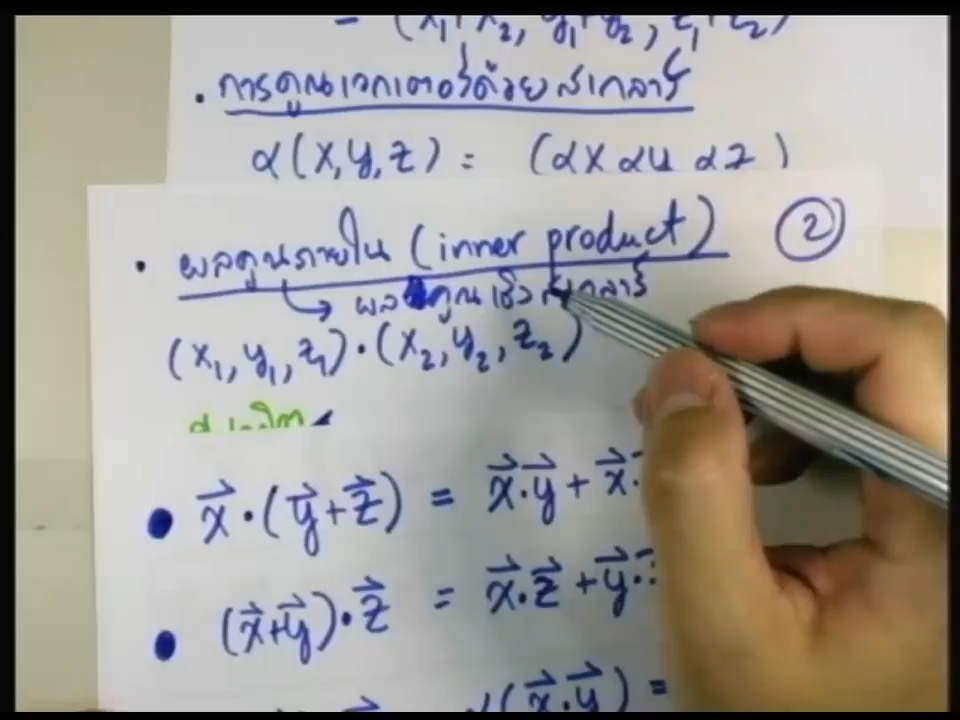 = (x₁+x₂, y₁+y₂, z₁+z₂)
• การคูณเวกเตอร์ด้วยสเกลาร์
α(x,y,z) = (αx αy αz)
• ผลคูณภายใน (inner product) ②
↳ ผลคูณเชิงสเกลาร์
(x₁, y₁, z₁)·(x₂, y₂, z₂)
• x⃗·(y⃗+z⃗) = x⃗·y⃗ + x⃗·
• (x⃗+y⃗)·z⃗ = x⃗·z⃗ + y⃗·
(x⃗·y⃗) =